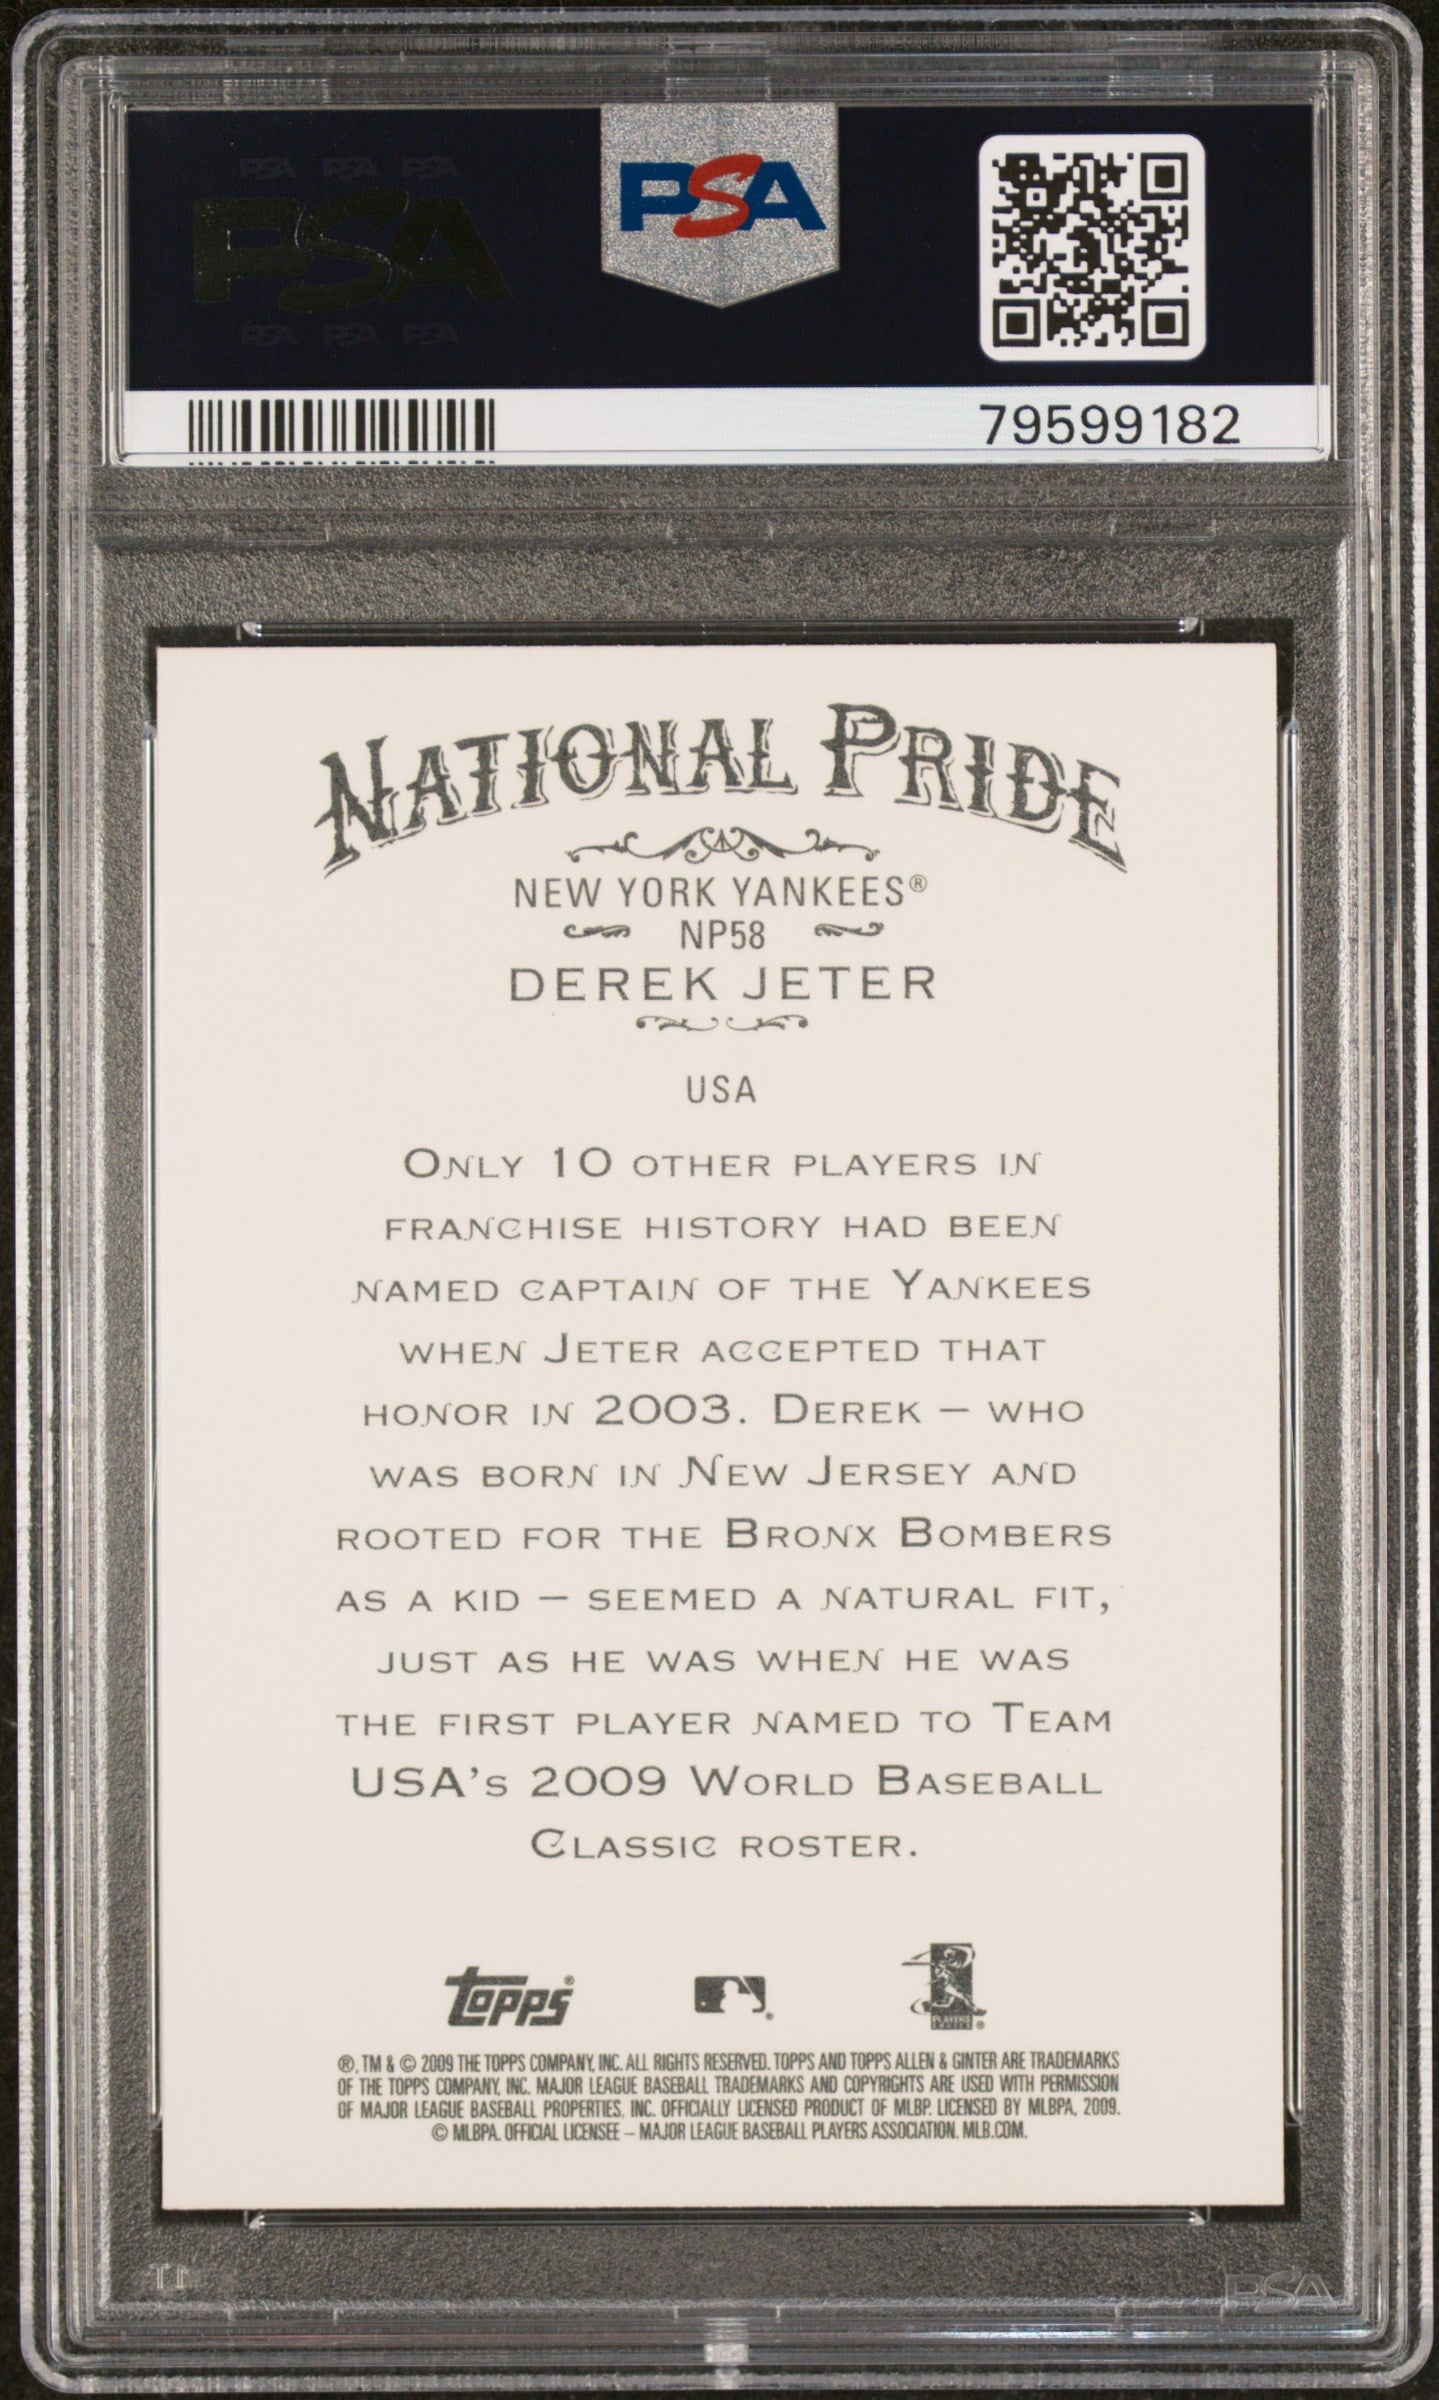 PSA PSA PSA
PSA
PSA
PSA PSA PSA
79599182
NATIONAL PRIDE
NEW YORK YANKEES®
NP58
DEREK JETER
USA
ONLY 10 OTHER PLAYERS IN
FRANCHISE HISTORY HAD BEEN
NAMED CAPTAIN OF THE YANKEES
WHEN JETER ACCEPTED THAT
HONOR IN 2003. DEREK – WHO
WAS BORN IN NEW JERSEY AND
ROOTED FOR THE BRONX BOMBERS
AS A KID – SEEMED A NATURAL FIT,
JUST AS HE WAS WHEN HE WAS
THE FIRST PLAYER NAMED TO TEAM
USA'S 2009 WORLD BASEBALL
CLASSIC ROSTER.
Topps®
PLAYERS
CHOICE®
®, TM & © 2009 THE TOPPS COMPANY, INC. ALL RIGHTS RESERVED. TOPPS AND TOPPS ALLEN & GINTER ARE TRADEMARKS
OF THE TOPPS COMPANY, INC. MAJOR LEAGUE BASEBALL TRADEMARKS AND COPYRIGHTS ARE USED WITH PERMISSION
OF MAJOR LEAGUE BASEBALL PROPERTIES, INC. OFFICIALLY LICENSED PRODUCT OF MLBP. LICENSED BY MLBPA, 2009.
© MLBPA. OFFICIAL LICENSEE – MAJOR LEAGUE BASEBALL PLAYERS ASSOCIATION. MLB.COM.
PSA